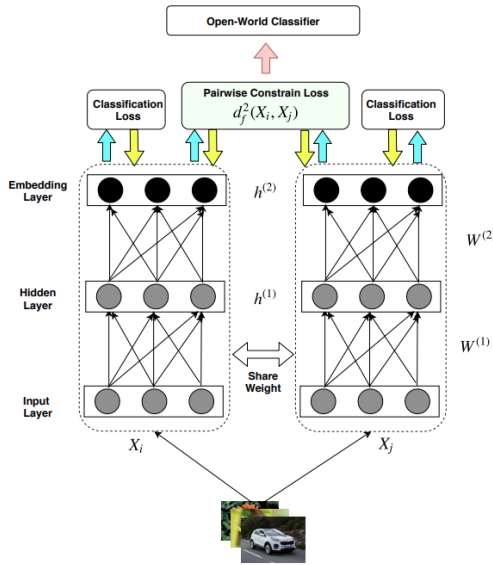 Open-World Classifier
Classification
Loss
Pairwise Constrain Loss
$d_f^2(X_i, X_j)$
Classification
Loss
Embedding
Layer
$h^{(2)}$
$W^{(2}$
Hidden
Layer
$h^{(1)}$
$W^{(1)}$
Share
Weight
Input
Layer
$X_i$
$X_j$